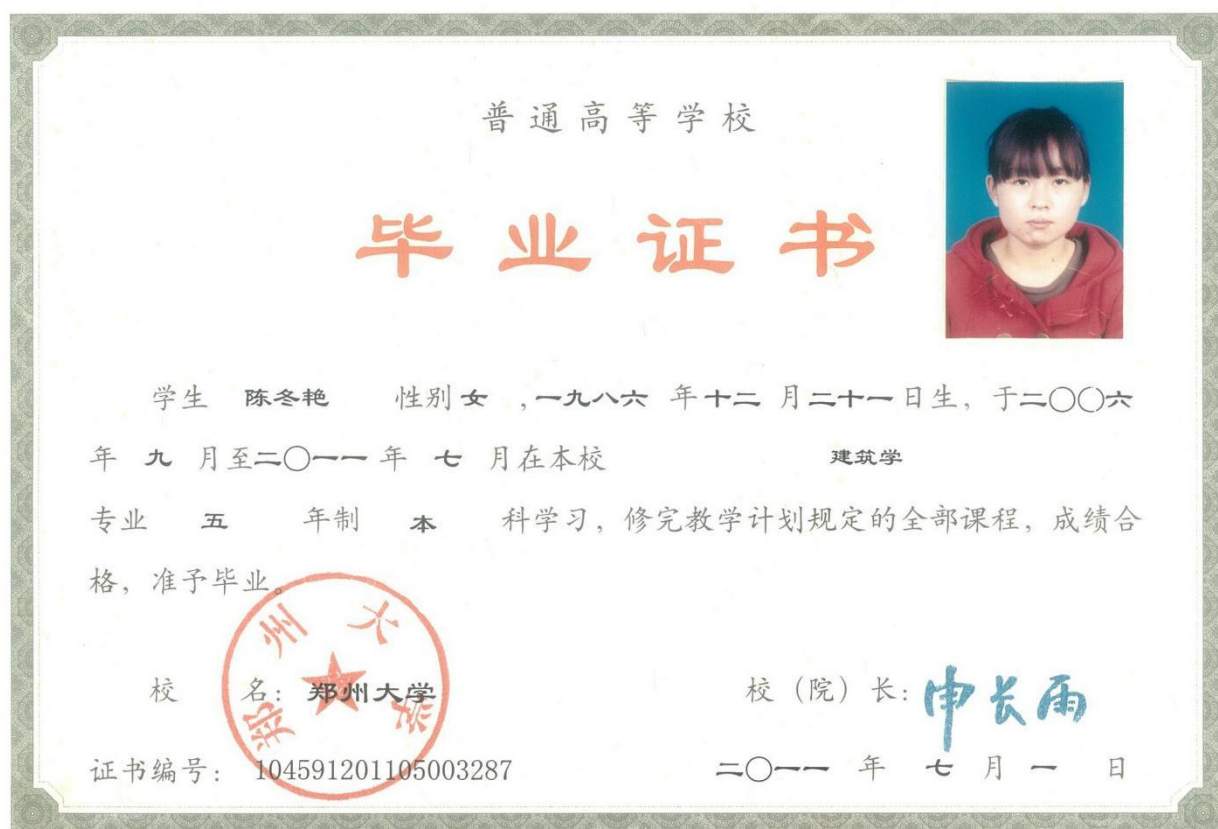 普通高等学校
毕业证书
学生 陈冬艳 性别 女 ,一九八六 年 十二 月 二十一 日生，于二〇〇六
年 九 月至二〇一一 年 七 月在本校 建筑学
专业 五 年制 本 科学习，修完教学计划规定的全部课程，成绩合
格，准予毕业。
郑州大学
校 名：郑州大学
校（院）长：申长雨
证书编号：104591201105003287
二〇一一 年 七 月 一 日